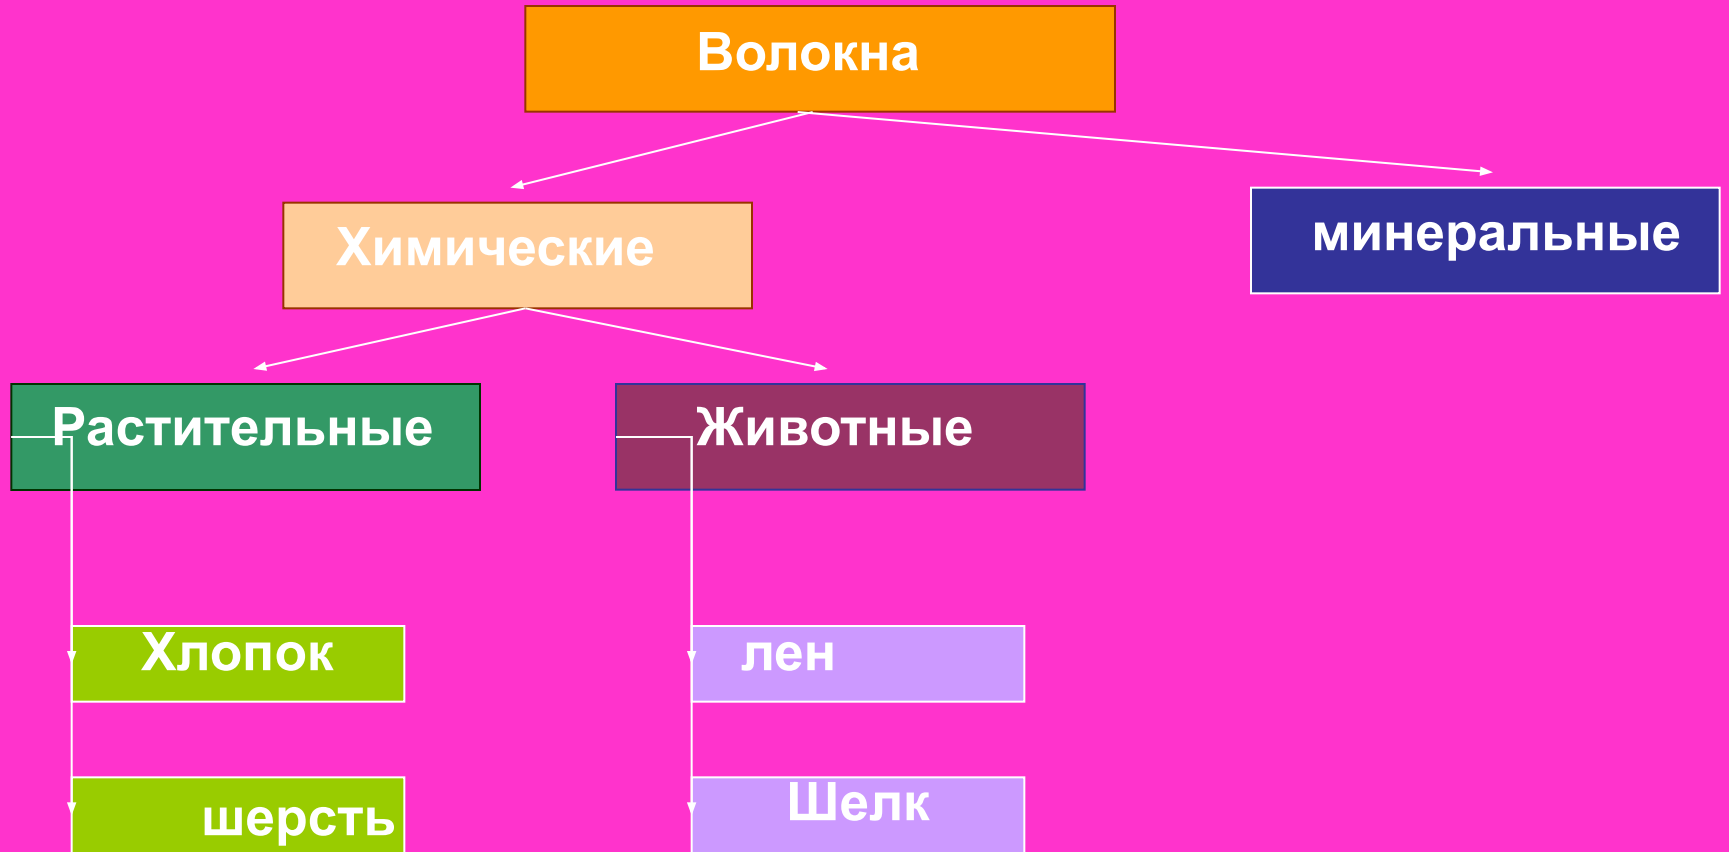 Волокна
Химические
минеральные
Растительные
Животные
Хлопок
лен
шерсть
Шелк